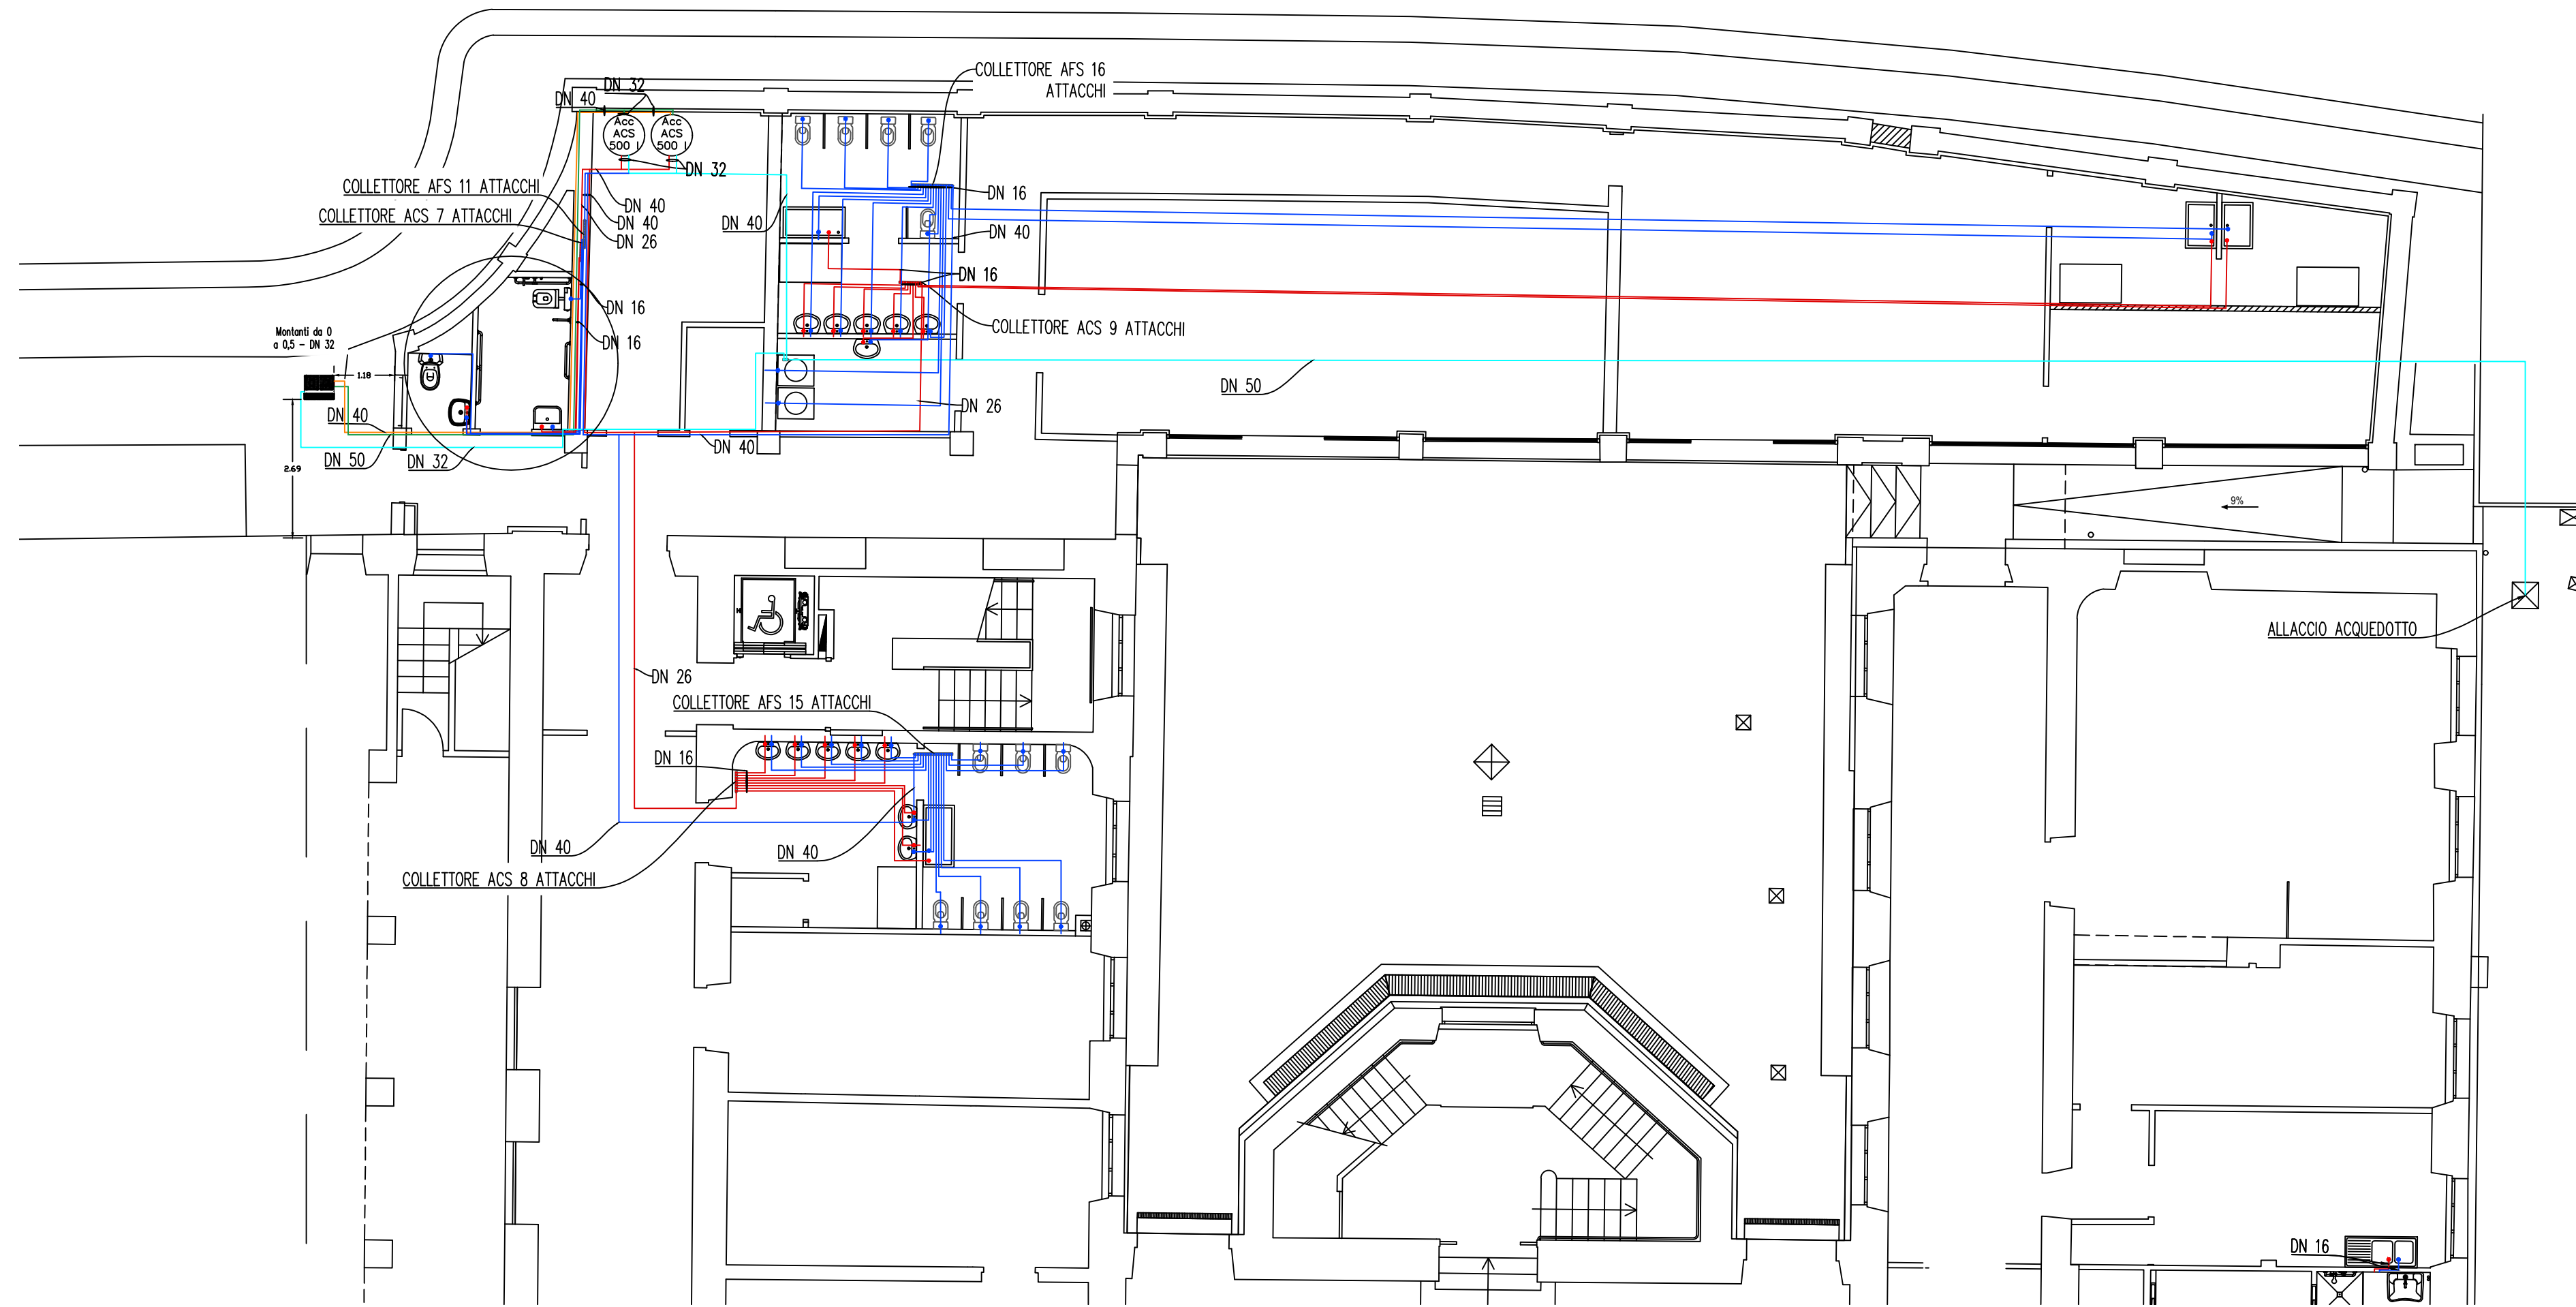 COLLETTORE AFS 16
ATTACCHI
DN 32
DN 40
Acc
ACS
500 l
Acc
ACS
500 l
DN 32
COLLETTORE AFS 11 ATTACCHI
COLLETTORE ACS 7 ATTACCHI
DN 40
DN 40
DN 26
DN 40
DN 16
DN 40
DN 16
DN 16
DN 16
COLLETTORE ACS 9 ATTACCHI
Montanti da 0
a 0,5 - DN 32
1.18
DN 40
DN 50
DN 32
2.69
DN 50
DN 26
DN 40
9%
ALLACCIO ACQUEDOTTO
DN 26
COLLETTORE AFS 15 ATTACCHI
DN 16
DN 40
DN 40
COLLETTORE ACS 8 ATTACCHI
DN 16